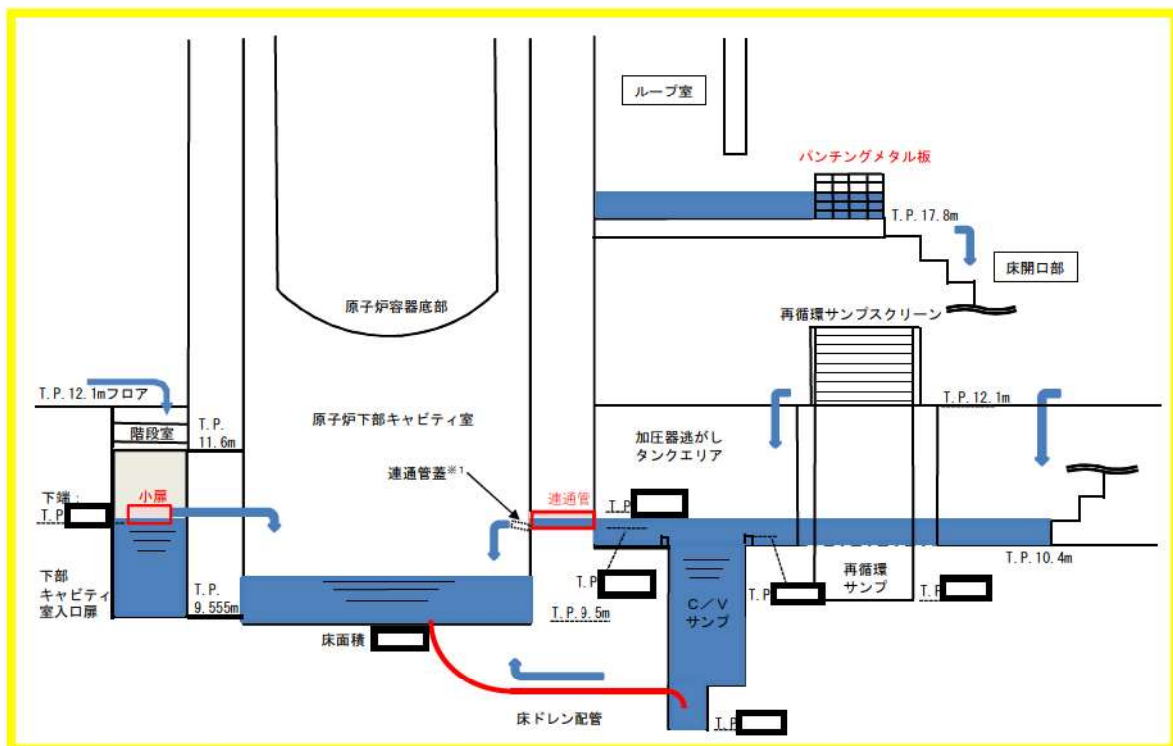 ループ室
パンチングメタル板
T.P.17.8m
床開口部
原子炉容器底部
再循環サンプスクリーン
T.P.12.1mフロア
T.P.12.1m
階段室
T.P.
11.6m
原子炉下部キャビティ室
加圧器逃がし
タンクエリア
連通管蓋※1
連通管
小扉
下端:
T.P
T.P
T.P.10.4m
下部
キャビティ
室入口扉
T.P.
9.555m
T.P
T.P
T.P
再循環
サンプ
C/V
サンプ
T.P.9.5m
床面積
床ドレン配管
T.P